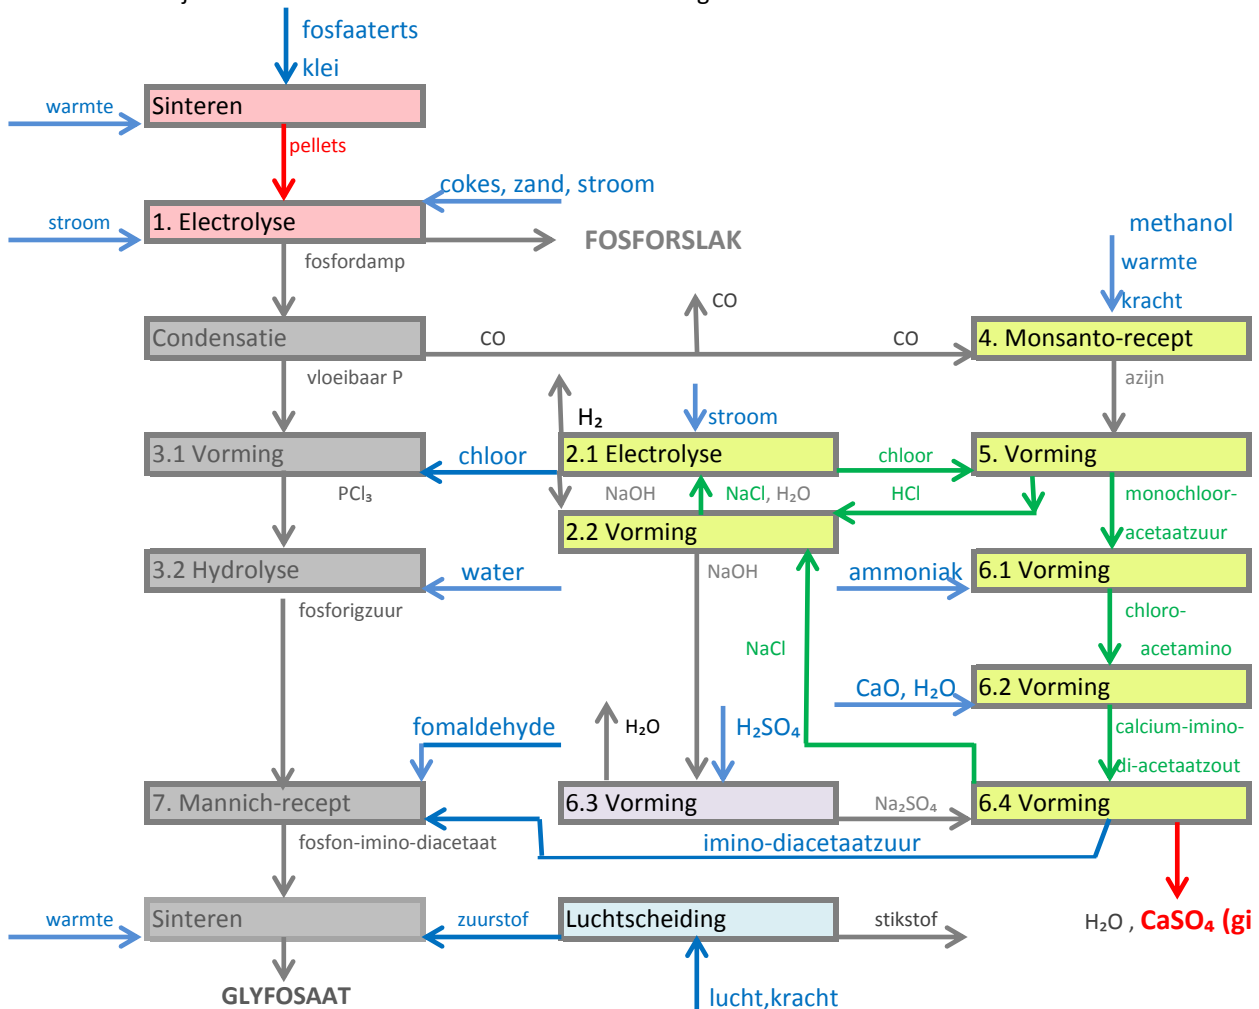 fosfaaterts
klei
warmte
Sinteren
pellets
cokes, zand, stroom
stroom
1. Electrolyse
FOSFORSLAK
methanol
fosfordamp
warmte
kracht
CO
Condensatie
CO
CO
4. Monsanto-recept
vloeibaar P
azijn
H₂
stroom
3.1 Vorming
chloor
2.1 Electrolyse
chloor
5. Vorming
PCl₃
NaOH
NaCl, H₂O
HCl
monochloor-
acetaatzuur
2.2 Vorming
3.2 Hydrolyse
water
NaOH
ammoniak
6.1 Vorming
fosforigzuur
chloro-
acetamino
NaCl
CaO, H₂O
6.2 Vorming
fomaldehyde
H₂O
H₂SO₄
calcium-imino-
di-acetaatzout
7. Mannich-recept
6.3 Vorming
Na₂SO₄
6.4 Vorming
fosfon-imino-diacetaat
imino-diacetaatzuur
warmte
Sinteren
zuurstof
Luchtscheiding
stikstof
H₂O , CaSO₄ (gi
GLYFOSAAT
lucht,kracht